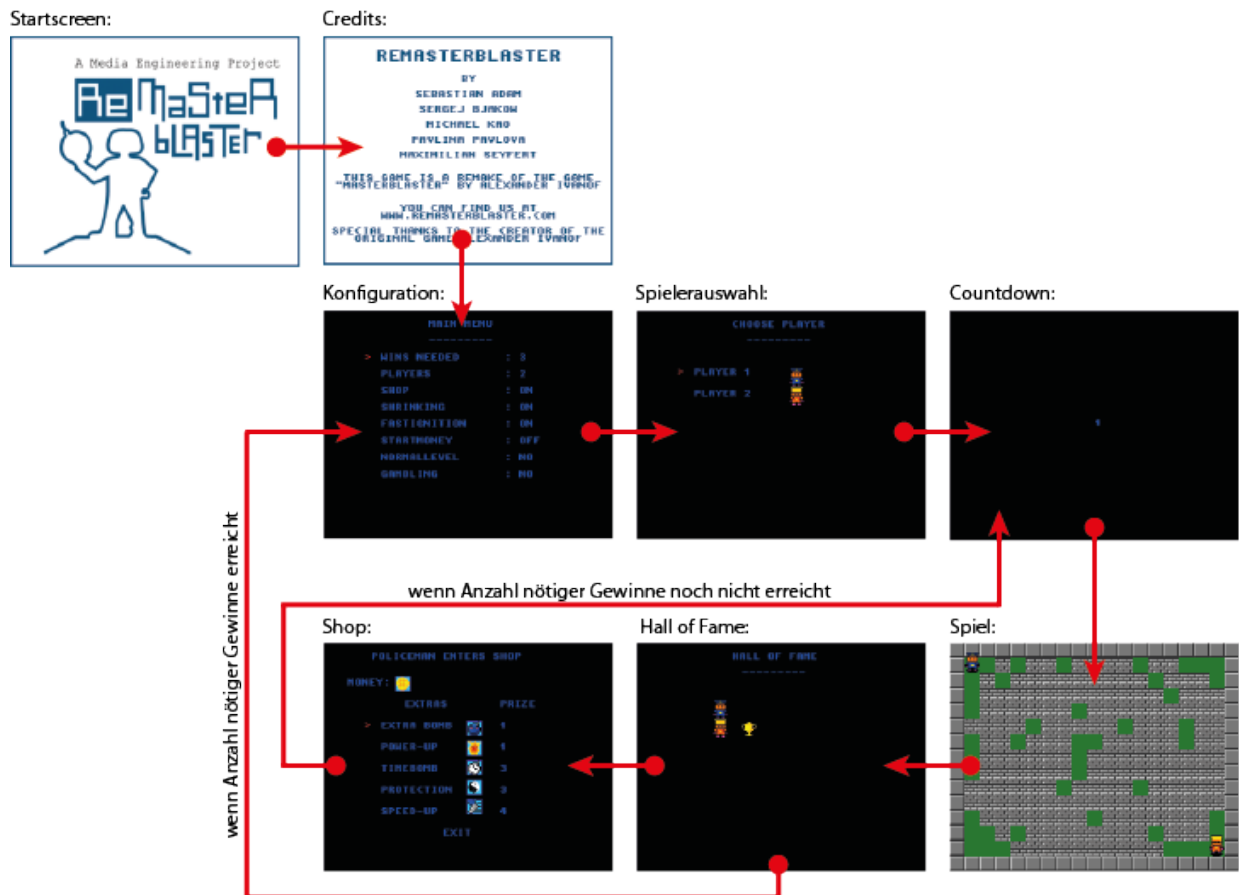 Startscreen:
Credits:
A Media Engineering Project
ReMasteR
blasTer
REMASTERBLASTER
BY
SEBASTIAN ADAM
SERGEJ BJAKOW
MICHAEL KAO
PAVLINA PAVLOVA
MAXIMILIAN SEYFERT
THIS GAME IS A REMAKE OF THE GAME
"MASTERBLASTER" BY ALEXANDER IVANOF
YOU CAN FIND US AT
WWW.REMASTERBLASTER.COM
SPECIAL THANKS TO THE CREATOR OF THE
ORIGINAL GAME ALEXANDER IVANOF
Konfiguration:
Spielerauswahl:
Countdown:
MAIN MENU
---------
> WINS NEEDED : 3
PLAYERS : 2
SHOP : ON
SHRINKING : ON
FASTIGNITION : ON
STARTMONEY : OFF
NORMALLEVEL : NO
GAMBLING : NO
CHOOSE PLAYER
---------
> PLAYER 1
PLAYER 2
1
wenn Anzahl nötiger Gewinne erreicht
wenn Anzahl nötiger Gewinne noch nicht erreicht
Shop:
Hall of Fame:
Spiel:
POLICEMAN ENTERS SHOP
MONEY:
EXTRAS PRIZE
> EXTRA BOMB 1
POWER-UP 1
TIMEBOMB 3
PROTECTION 3
SPEED-UP 4
EXIT
HALL OF FAME
---------